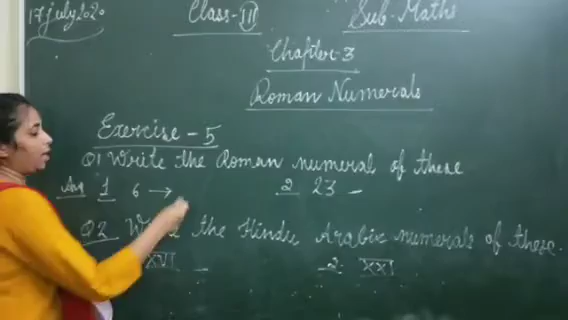 17 July 2020 Class - III Sub - Maths
Chapter - 3
Roman Numerals
Exercise - 5
Q1 Write the Roman numeral of these
Ans 1 6 → 2 23 -
Q2 the Hindu Arabic numerals of these.
XVI - 2 XXI